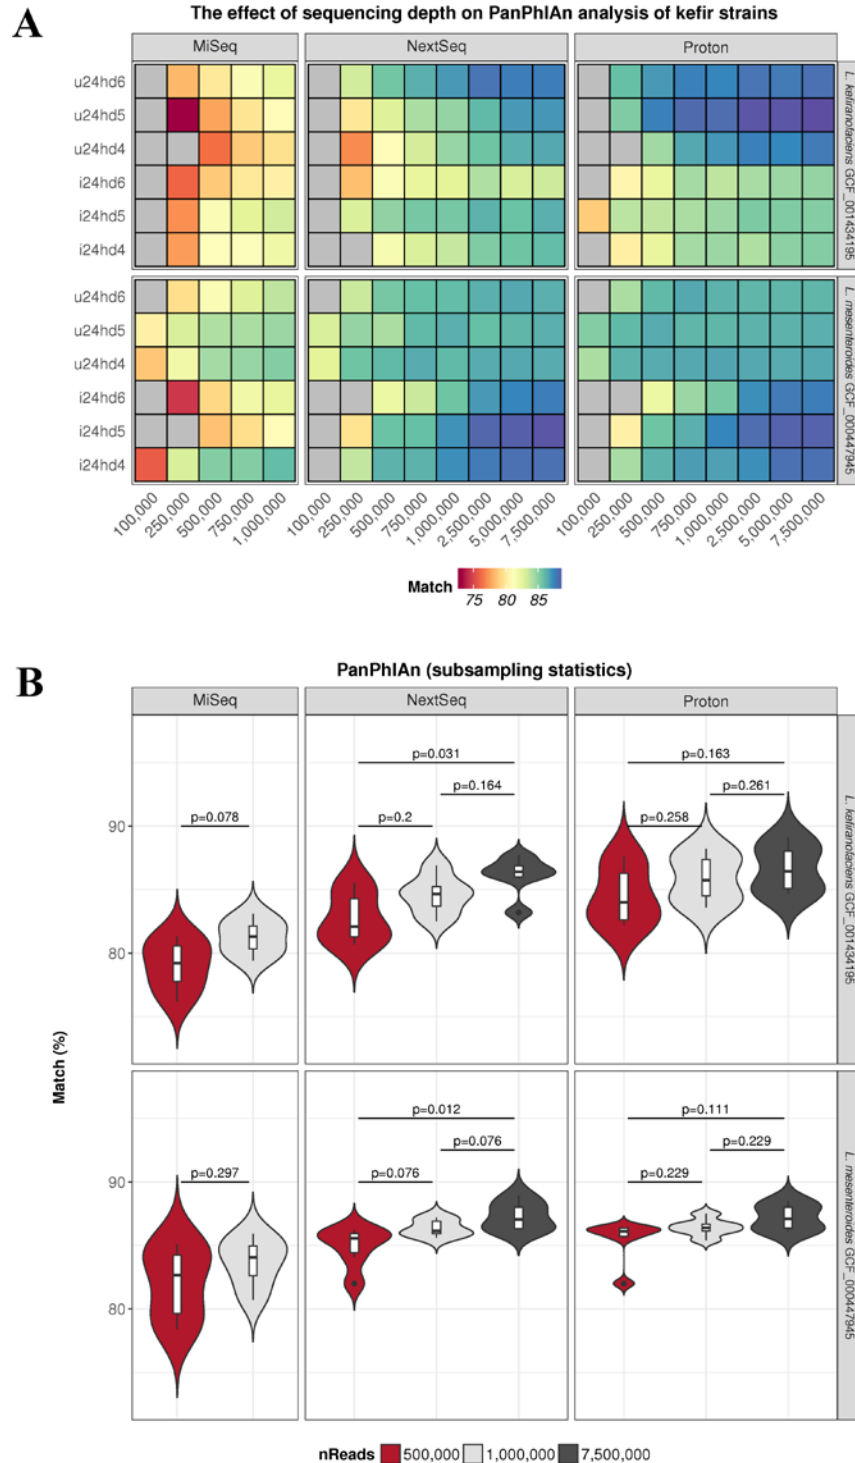 A
The effect of sequencing depth on PanPhlAn analysis of kefir strains
MiSeq
NextSeq
Proton
u24hd6
u24hd5
u24hd4
i24hd6
i24hd5
i24hd4
L. kefiranofaciens GCF_001434195
u24hd6
u24hd5
u24hd4
i24hd6
i24hd5
i24hd4
L. mesenteroides GCF_000447945
100,000
250,000
500,000
750,000
1,000,000
100,000
250,000
500,000
750,000
1,000,000
2,500,000
5,000,000
7,500,000
100,000
250,000
500,000
750,000
1,000,000
2,500,000
5,000,000
7,500,000
Match
75 80 85
B
PanPhlAn (subsampling statistics)
MiSeq
NextSeq
Proton
Match (%)
90
80
p=0.078
p=0.031
p=0.164
p=0.2
p=0.163
p=0.261
p=0.258
L. kefiranofaciens GCF_001434195
90
80
p=0.297
p=0.012
p=0.076
p=0.076
p=0.111
p=0.229
p=0.229
L. mesenteroides GCF_000447945
nReads 500,000 1,000,000 7,500,000